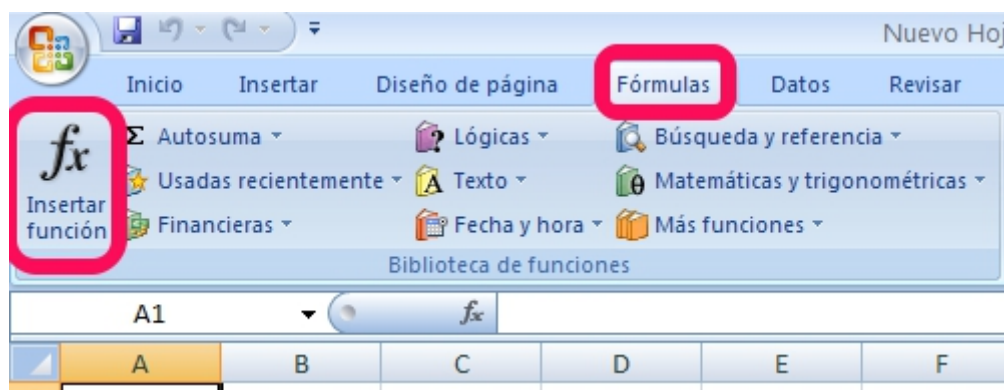 Nuevo Hoj
Inicio Insertar Diseño de página Fórmulas Datos Revisar
fx Insertar función
Σ Autosuma Lógicas Búsqueda y referencia
Usadas recientemente A Texto θ Matemáticas y trigonométricas
Financieras Fecha y hora Más funciones
Biblioteca de funciones
A1 fx
A B C D E F